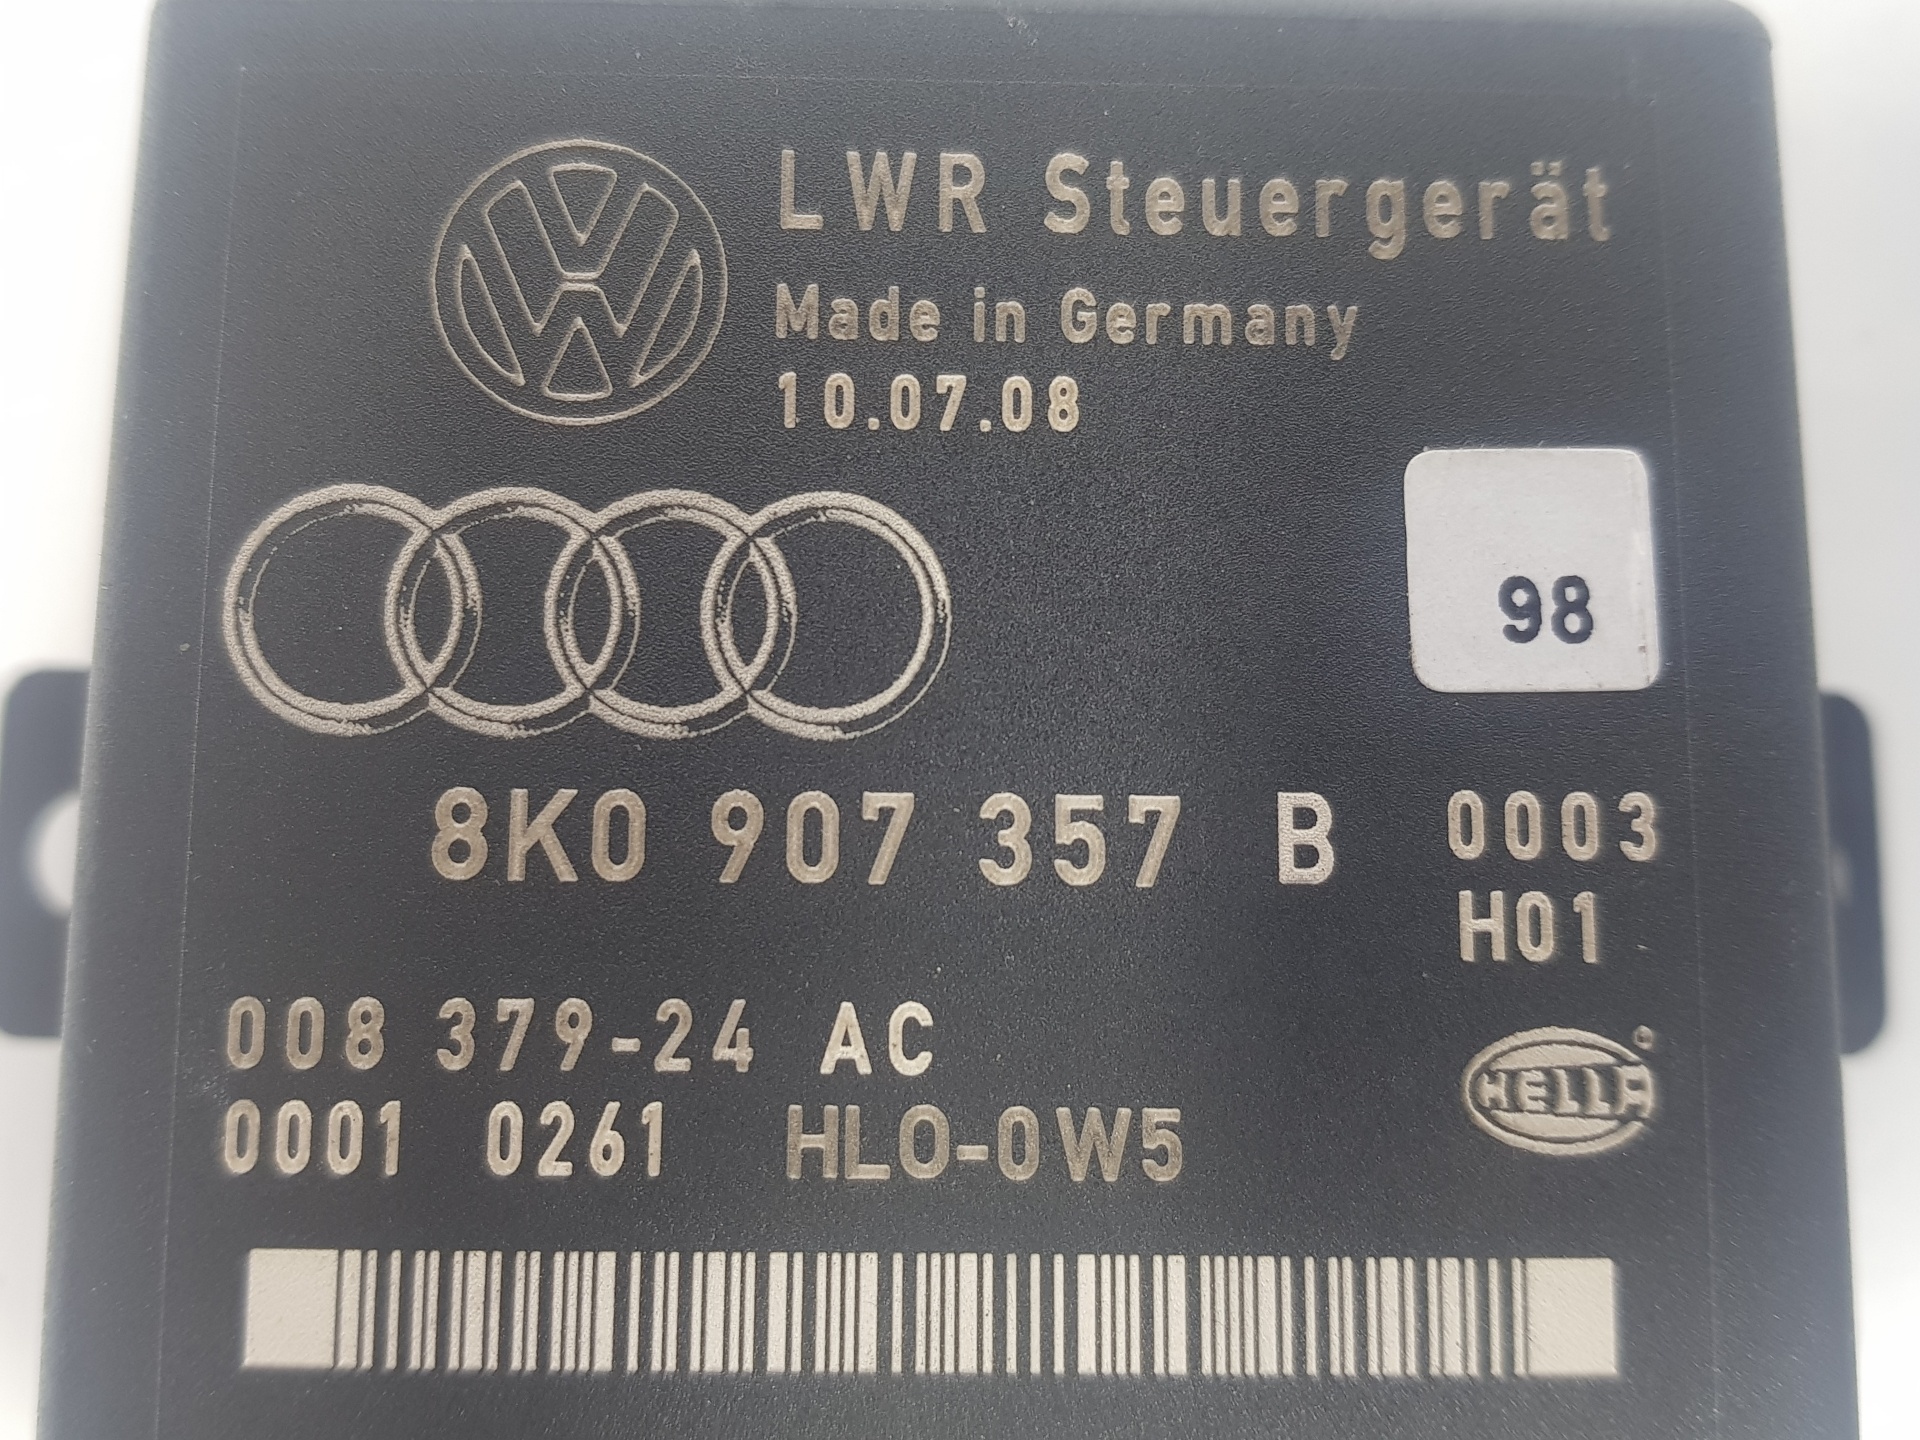 LWR Steuergerät
Made in Germany
10.07.08
98
8K0 907 357 B 0003
H01
008 379-24 AC
HELLA
0001 0261 HLO-0W5